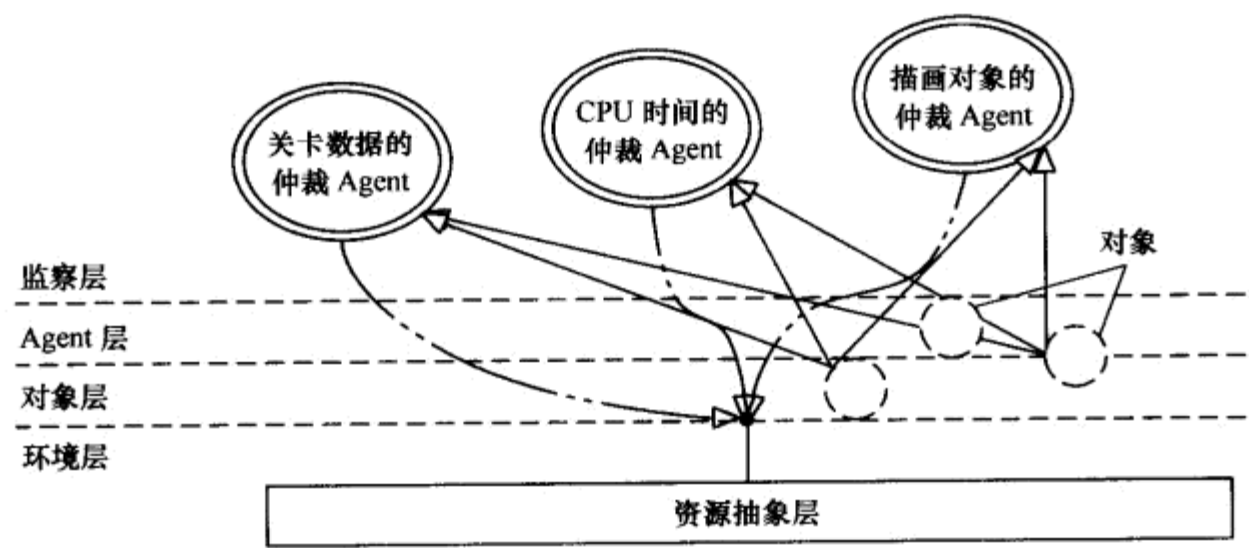 描画对象的
仲裁 Agent
CPU 时间的
仲裁 Agent
关卡数据的
仲裁 Agent
对象
监察层
Agent 层
对象层
环境层
资源抽象层